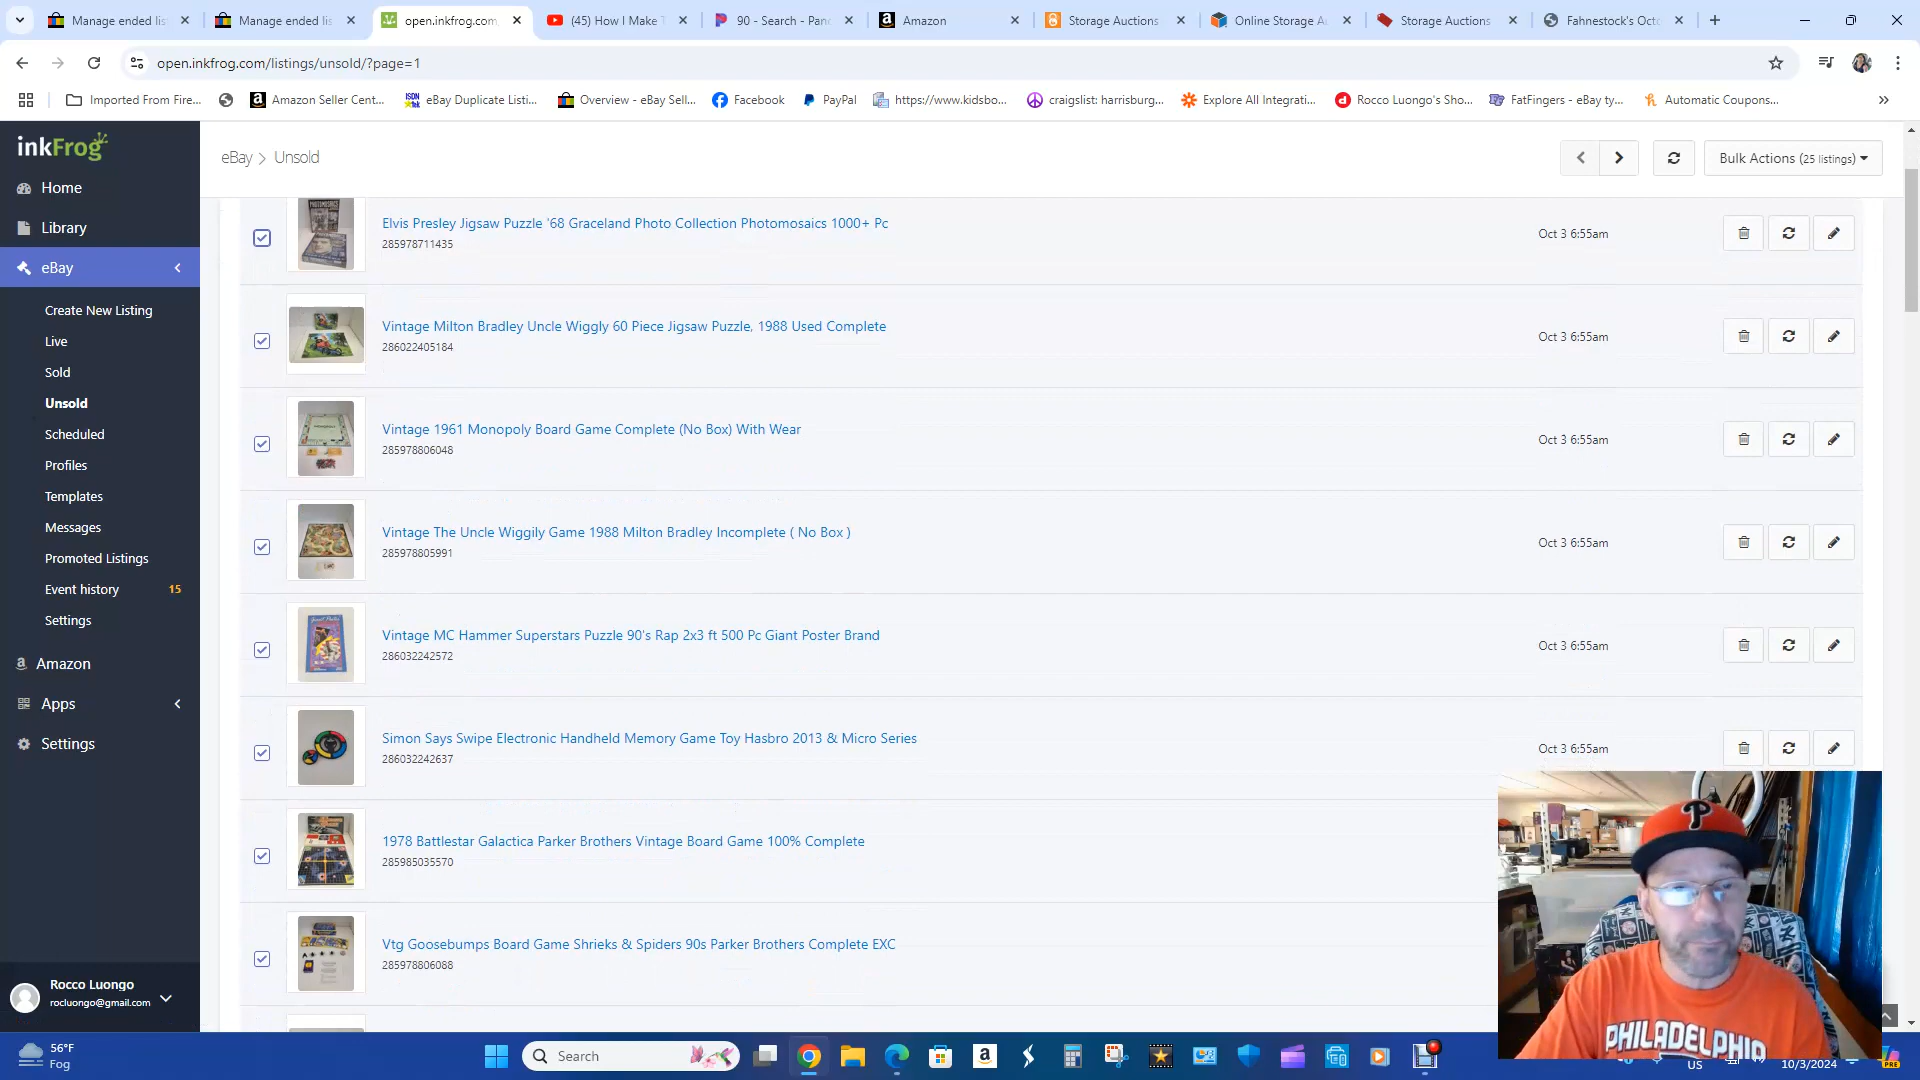 Manage ended lis
Manage ended lis
open.inkfrog.com
(45) How I Make
90 - Search - Pan
Amazon
Storage Auctions
Online Storage A
Storage Auctions
Fahnestock's Oct
open.inkfrog.com/listings/unsold/?page=1
Imported From Fire...
Amazon Seller Cent...
eBay Duplicate Listi...
Overview - eBay Sell...
Facebook
PayPal
https://www.kidsbo...
craigslist: harrisburg...
Explore All Integrati...
Rocco Luongo's Sho...
FatFingers - eBay ty...
Automatic Coupons...
inkFrog
eBay > Unsold
Bulk Actions (25 listings)
Home
Library
eBay
Create New Listing
Live
Sold
Unsold
Scheduled
Profiles
Templates
Messages
Promoted Listings
Event history 15
Settings
Amazon
Apps
Settings
Rocco Luongo
rocluongo@gmail.com
Elvis Presley Jigsaw Puzzle '68 Graceland Photo Collection Photomosaics 1000+ Pc
285978711435
Oct 3 6:55am
Vintage Milton Bradley Uncle Wiggly 60 Piece Jigsaw Puzzle, 1988 Used Complete
286022405184
Oct 3 6:55am
Vintage 1961 Monopoly Board Game Complete (No Box) With Wear
285978806048
Oct 3 6:55am
Vintage The Uncle Wiggily Game 1988 Milton Bradley Incomplete ( No Box )
285978805991
Oct 3 6:55am
Vintage MC Hammer Superstars Puzzle 90's Rap 2x3 ft 500 Pc Giant Poster Brand
286032242572
Oct 3 6:55am
Simon Says Swipe Electronic Handheld Memory Game Toy Hasbro 2013 & Micro Series
286032242637
Oct 3 6:55am
1978 Battlestar Galactica Parker Brothers Vintage Board Game 100% Complete
285985035570
Vtg Goosebumps Board Game Shrieks & Spiders 90s Parker Brothers Complete EXC
285978806088
P
PHILADELPHIA
56°F
Fog
Search
US
10/3/2024
PRE